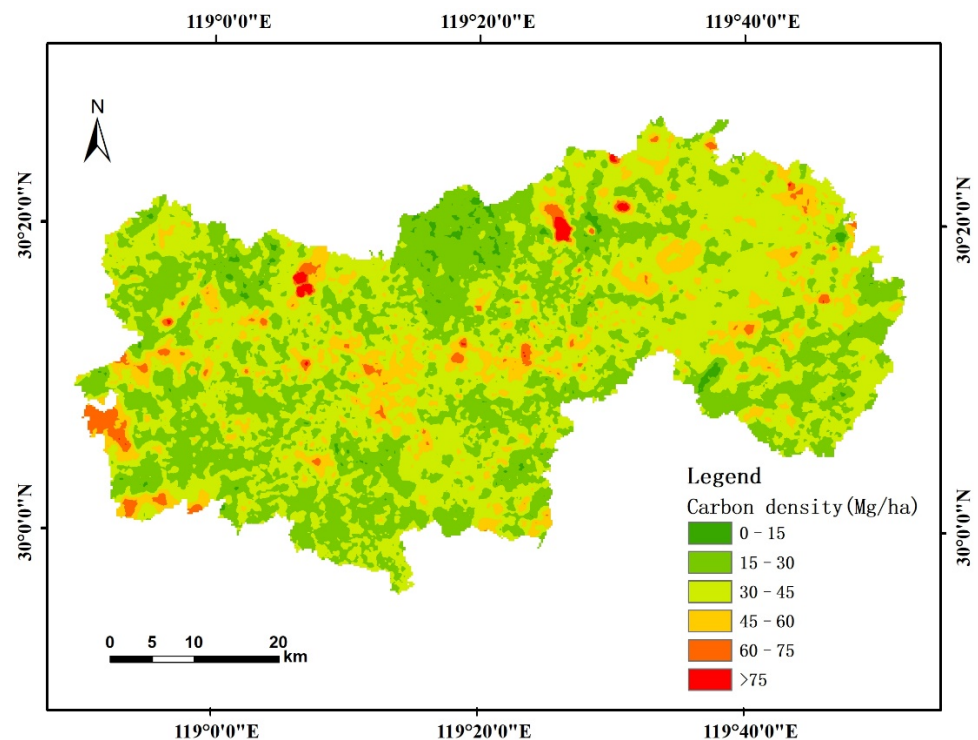 119°0'0"E 119°20'0"E 119°40'0"E
N
30°20'0"N 30°20'0"N
30°0'0"N 30°0'0"N
Legend
Carbon density(Mg/ha)
0-15
15-30
30-45
45-60
60-75
>75
0 5 10 20
km
119°0'0"E 119°20'0"E 119°40'0"E